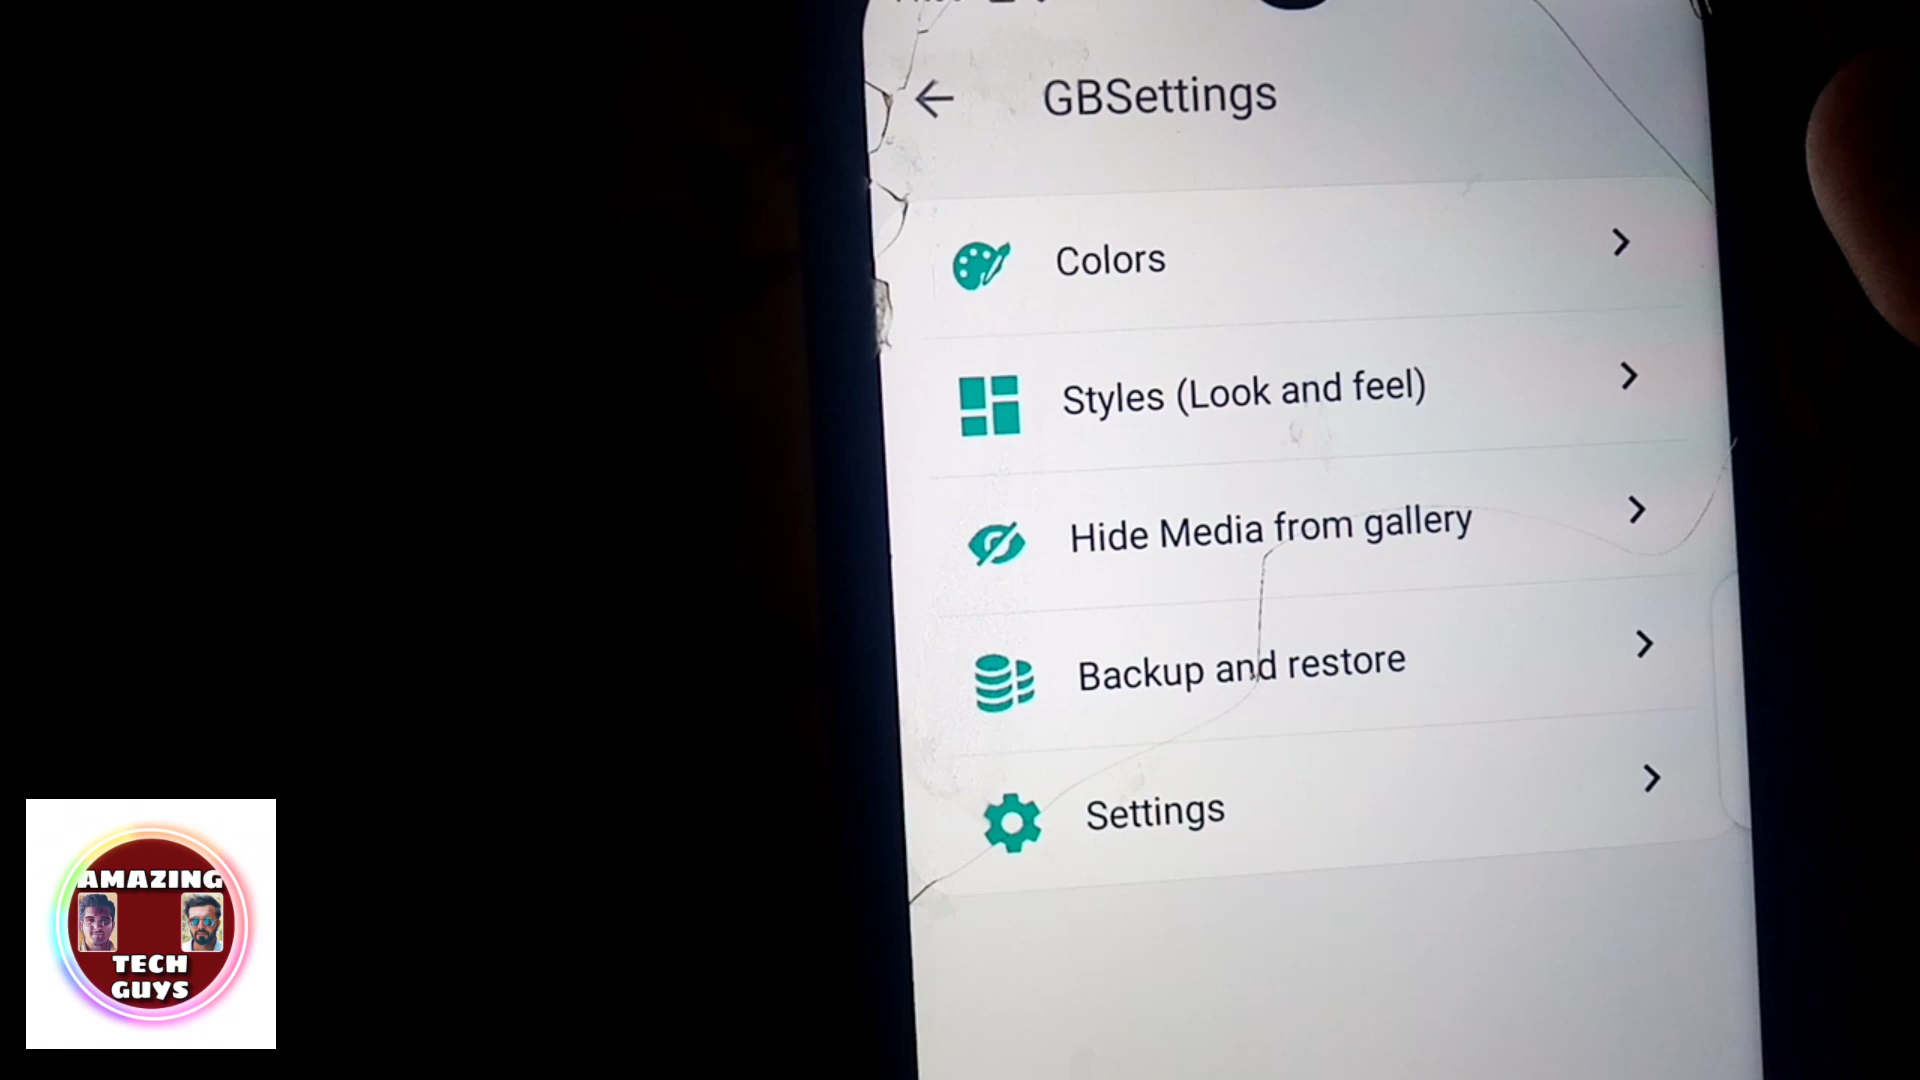 GBSettings
Colors
Styles (Look and feel)
Hide Media from gallery
Backup and restore
Settings
AMAZING
TECH
GUYS